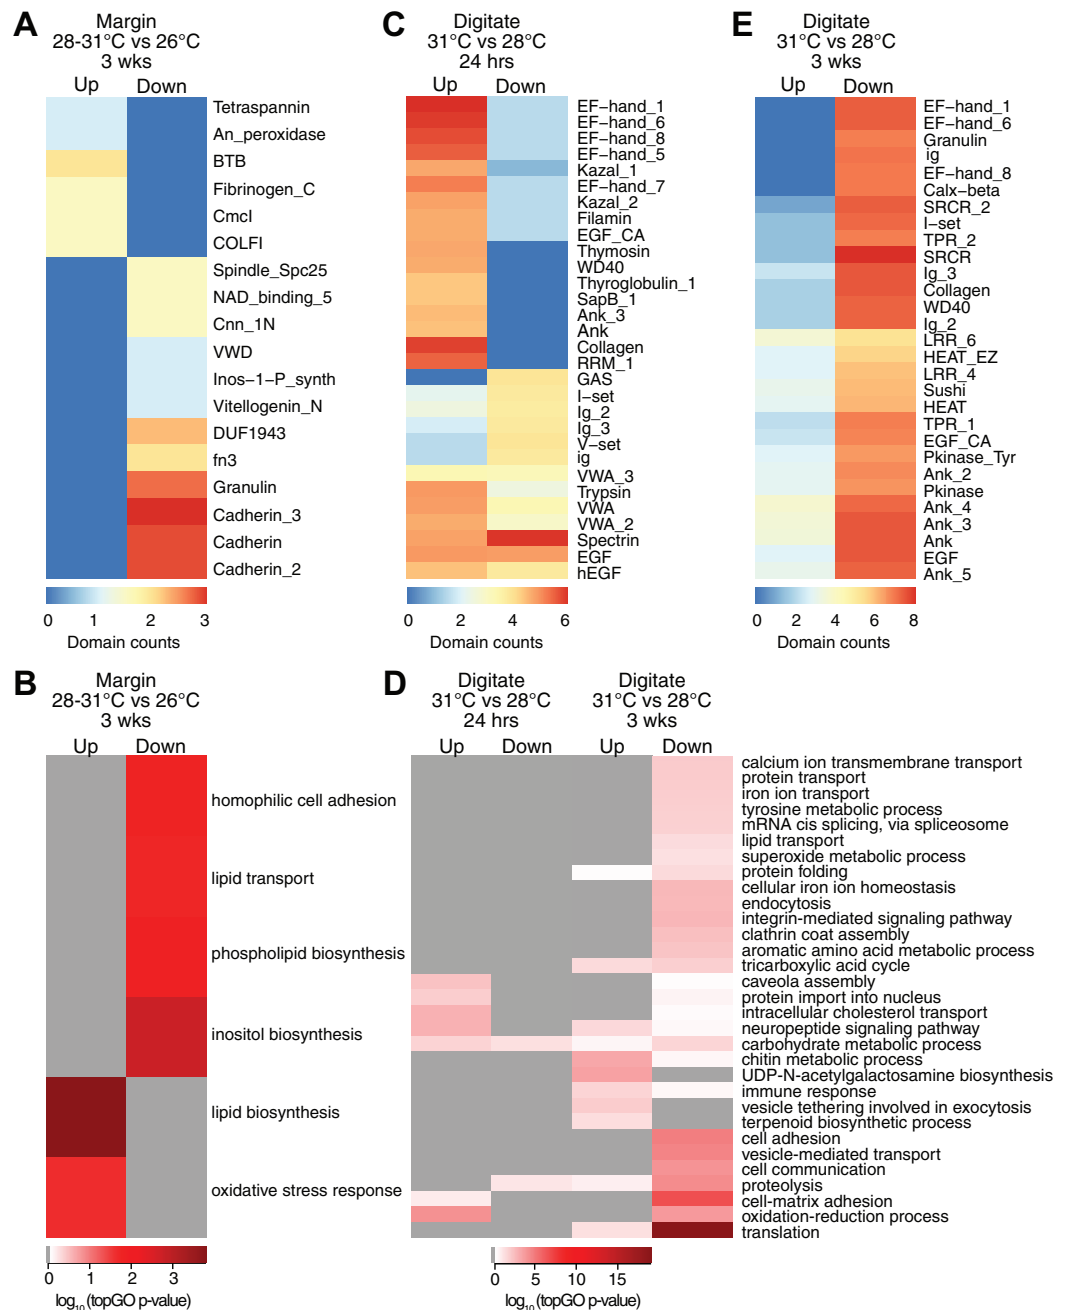 A
Margin
28-31°C vs 26°C
3 wks
Up Down
Tetraspannin
An_peroxidase
BTB
Fibrinogen_C
CmcI
COLFI
Spindle_Spc25
NAD_binding_5
Cnn_1N
VWD
Inos−1−P_synth
Vitellogenin_N
DUF1943
fn3
Granulin
Cadherin_3
Cadherin
Cadherin_2
0 1 2 3
Domain counts
C
Digitate
31°C vs 28°C
24 hrs
Up Down
EF−hand_1
EF−hand_6
EF−hand_8
EF−hand_5
Kazal_1
EF−hand_7
Kazal_2
Filamin
EGF_CA
Thymosin
WD40
Thyroglobulin_1
SapB_1
Ank_3
Ank
Collagen
RRM_1
GAS
I−set
Ig_2
Ig_3
V−set
ig
VWA_3
Trypsin
VWA
VWA_2
Spectrin
EGF
hEGF
0 2 4 6
Domain counts
E
Digitate
31°C vs 28°C
3 wks
Up Down
EF−hand_1
EF−hand_6
Granulin
ig
EF−hand_8
Calx−beta
SRCR_2
I−set
TPR_2
SRCR
Ig_3
Collagen
WD40
Ig_2
LRR_6
HEAT_EZ
LRR_4
Sushi
HEAT
TPR_1
EGF_CA
Pkinase_Tyr
Ank_2
Pkinase
Ank_4
Ank_3
Ank
EGF
Ank_5
0 2 4 6 8
Domain counts
B
Margin
28-31°C vs 26°C
3 wks
Up Down
homophilic cell adhesion
lipid transport
phospholipid biosynthesis
inositol biosynthesis
lipid biosynthesis
oxidative stress response
0 1 2 3
log10(topGO p-value)
D
Digitate
31°C vs 28°C
24 hrs
Digitate
31°C vs 28°C
3 wks
Up Down Up Down
calcium ion transmembrane transport
protein transport
iron ion transport
tyrosine metabolic process
mRNA cis splicing, via spliceosome
lipid transport
superoxide metabolic process
protein folding
cellular iron ion homeostasis
endocytosis
integrin-mediated signaling pathway
clathrin coat assembly
aromatic amino acid metabolic process
tricarboxylic acid cycle
caveola assembly
protein import into nucleus
intracellular cholesterol transport
neuropeptide signaling pathway
carbohydrate metabolic process
chitin metabolic process
UDP-N-acetylgalactosamine biosynthesis
immune response
vesicle tethering involved in exocytosis
terpenoid biosynthetic process
cell adhesion
vesicle-mediated transport
cell communication
proteolysis
cell-matrix adhesion
oxidation-reduction process
translation
0 5 10 15
log10(topGO p-value)